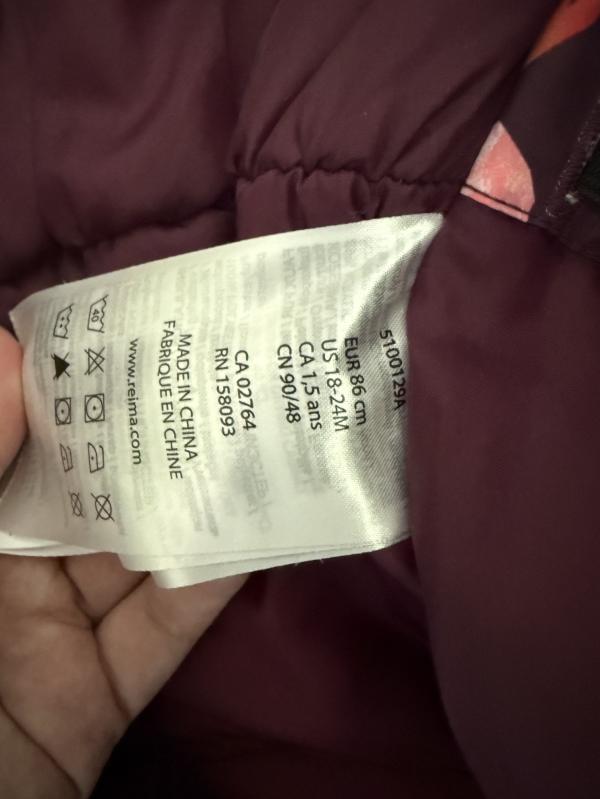 5100129A
EUR 86 cm
US 18-24M
CA 1,5 ans
CN 90/48
CA 02764
RN 158093
MADE IN CHINA
FABRIQUE EN CHINE
www.reima.com
40